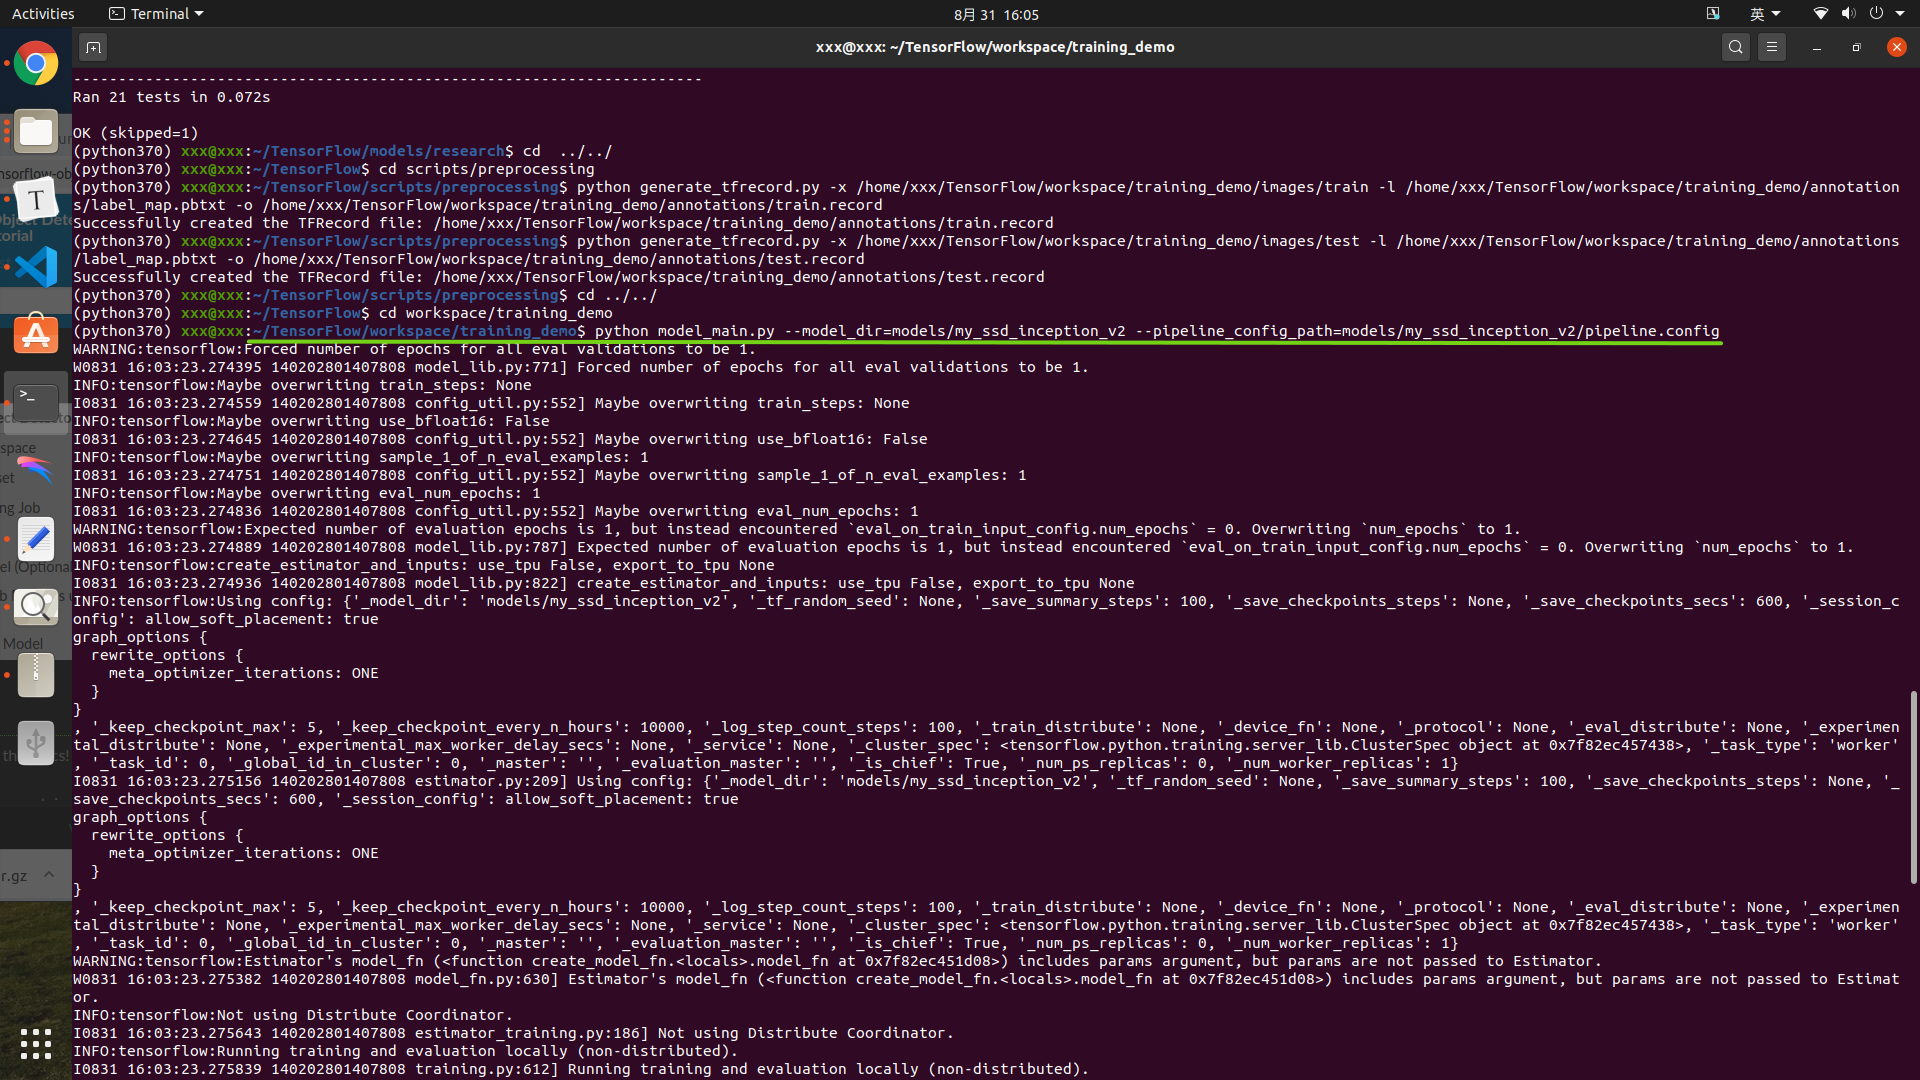 Activities
Terminal
8月 31 16:05
英
xxx@xxx: ~/TensorFlow/workspace/training_demo
----------------------------------------------------------------------
Ran 21 tests in 0.072s
OK (skipped=1)
(python370) xxx@xxx:~/TensorFlow/models/research$ cd  ../../
(python370) xxx@xxx:~/TensorFlow$ cd scripts/preprocessing
(python370) xxx@xxx:~/TensorFlow/scripts/preprocessing$ python generate_tfrecord.py -x /home/xxx/TensorFlow/workspace/training_demo/images/train -l /home/xxx/TensorFlow/workspace/training_demo/annotation
s/label_map.pbtxt -o /home/xxx/TensorFlow/workspace/training_demo/annotations/train.record
Successfully created the TFRecord file: /home/xxx/TensorFlow/workspace/training_demo/annotations/train.record
(python370) xxx@xxx:~/TensorFlow/scripts/preprocessing$ python generate_tfrecord.py -x /home/xxx/TensorFlow/workspace/training_demo/images/test -l /home/xxx/TensorFlow/workspace/training_demo/annotations
/label_map.pbtxt -o /home/xxx/TensorFlow/workspace/training_demo/annotations/test.record
Successfully created the TFRecord file: /home/xxx/TensorFlow/workspace/training_demo/annotations/test.record
(python370) xxx@xxx:~/TensorFlow/scripts/preprocessing$ cd ../../
(python370) xxx@xxx:~/TensorFlow$ cd workspace/training_demo
(python370) xxx@xxx:~/TensorFlow/workspace/training_demo$ python model_main.py --model_dir=models/my_ssd_inception_v2 --pipeline_config_path=models/my_ssd_inception_v2/pipeline.config
WARNING:tensorflow:Forced number of epochs for all eval validations to be 1.
W0831 16:03:23.274395 140202801407808 model_lib.py:771] Forced number of epochs for all eval validations to be 1.
INFO:tensorflow:Maybe overwriting train_steps: None
I0831 16:03:23.274559 140202801407808 config_util.py:552] Maybe overwriting train_steps: None
INFO:tensorflow:Maybe overwriting use_bfloat16: False
I0831 16:03:23.274645 140202801407808 config_util.py:552] Maybe overwriting use_bfloat16: False
INFO:tensorflow:Maybe overwriting sample_1_of_n_eval_examples: 1
I0831 16:03:23.274751 140202801407808 config_util.py:552] Maybe overwriting sample_1_of_n_eval_examples: 1
INFO:tensorflow:Maybe overwriting eval_num_epochs: 1
I0831 16:03:23.274836 140202801407808 config_util.py:552] Maybe overwriting eval_num_epochs: 1
WARNING:tensorflow:Expected number of evaluation epochs is 1, but instead encountered `eval_on_train_input_config.num_epochs` = 0. Overwriting `num_epochs` to 1.
W0831 16:03:23.274889 140202801407808 model_lib.py:787] Expected number of evaluation epochs is 1, but instead encountered `eval_on_train_input_config.num_epochs` = 0. Overwriting `num_epochs` to 1.
INFO:tensorflow:create_estimator_and_inputs: use_tpu False, export_to_tpu None
I0831 16:03:23.274936 140202801407808 model_lib.py:822] create_estimator_and_inputs: use_tpu False, export_to_tpu None
INFO:tensorflow:Using config: {'_model_dir': 'models/my_ssd_inception_v2', '_tf_random_seed': None, '_save_summary_steps': 100, '_save_checkpoints_steps': None, '_save_checkpoints_secs': 600, '_session_c
onfig': allow_soft_placement: true
graph_options {
  rewrite_options {
    meta_optimizer_iterations: ONE
  }
}
, '_keep_checkpoint_max': 5, '_keep_checkpoint_every_n_hours': 10000, '_log_step_count_steps': 100, '_train_distribute': None, '_device_fn': None, '_protocol': None, '_eval_distribute': None, '_experimen
tal_distribute': None, '_experimental_max_worker_delay_secs': None, '_service': None, '_cluster_spec': <tensorflow.python.training.server_lib.ClusterSpec object at 0x7f82ec457438>, '_task_type': 'worker'
, '_task_id': 0, '_global_id_in_cluster': 0, '_master': '', '_evaluation_master': '', '_is_chief': True, '_num_ps_replicas': 0, '_num_worker_replicas': 1}
I0831 16:03:23.275156 140202801407808 estimator.py:209] Using config: {'_model_dir': 'models/my_ssd_inception_v2', '_tf_random_seed': None, '_save_summary_steps': 100, '_save_checkpoints_steps': None, '_
save_checkpoints_secs': 600, '_session_config': allow_soft_placement: true
graph_options {
  rewrite_options {
    meta_optimizer_iterations: ONE
  }
}
, '_keep_checkpoint_max': 5, '_keep_checkpoint_every_n_hours': 10000, '_log_step_count_steps': 100, '_train_distribute': None, '_device_fn': None, '_protocol': None, '_eval_distribute': None, '_experimen
tal_distribute': None, '_experimental_max_worker_delay_secs': None, '_service': None, '_cluster_spec': <tensorflow.python.training.server_lib.ClusterSpec object at 0x7f82ec457438>, '_task_type': 'worker'
, '_task_id': 0, '_global_id_in_cluster': 0, '_master': '', '_evaluation_master': '', '_is_chief': True, '_num_ps_replicas': 0, '_num_worker_replicas': 1}
WARNING:tensorflow:Estimator's model_fn (<function create_model_fn.<locals>.model_fn at 0x7f82ec451d08>) includes params argument, but params are not passed to Estimator.
W0831 16:03:23.275382 140202801407808 model_fn.py:630] Estimator's model_fn (<function create_model_fn.<locals>.model_fn at 0x7f82ec451d08>) includes params argument, but params are not passed to Estimat
or.
INFO:tensorflow:Not using Distribute Coordinator.
I0831 16:03:23.275643 140202801407808 estimator_training.py:186] Not using Distribute Coordinator.
INFO:tensorflow:Running training and evaluation locally (non-distributed).
I0831 16:03:23.275839 140202801407808 training.py:612] Running training and evaluation locally (non-distributed).